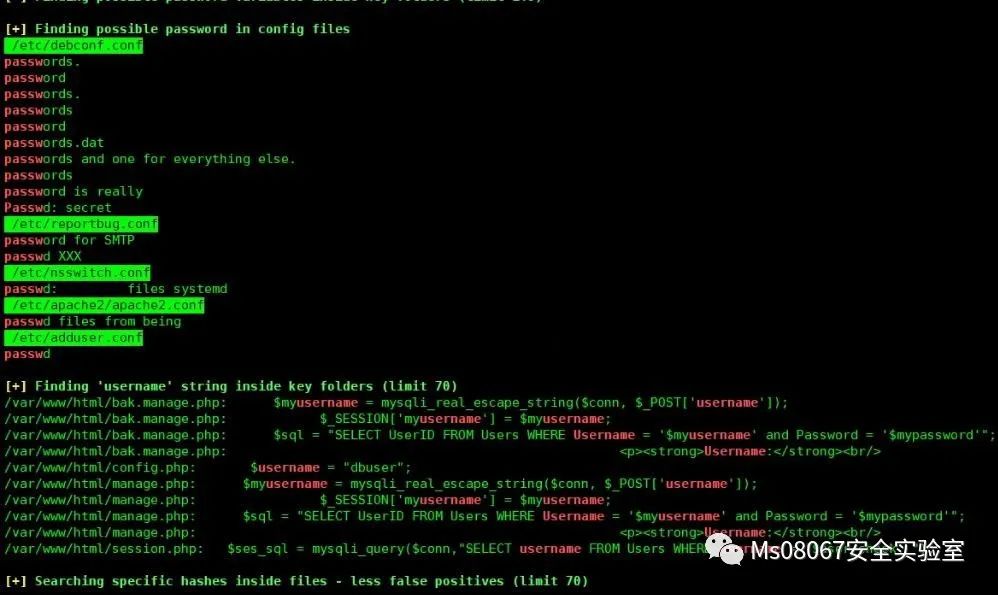 [+] Finding possible password variables inside key folders (limit
[+] Finding possible password in config files
/etc/debconf.conf
passwords.
password
passwords.
passwords
password
passwords.dat
passwords and one for everything else.
passwords
password is really
Passwd: secret
/etc/reportbug.conf
password for SMTP
passwd XXX
/etc/nsswitch.conf
passwd:         files systemd
/etc/apache2/apache2.conf
passwd files from being
/etc/adduser.conf
passwd
[+] Finding 'username' string inside key folders (limit 70)
/var/www/html/bak.manage.php:      $myusername = mysqli_real_escape_string($conn, $_POST['username']);
/var/www/html/bak.manage.php:            $_SESSION['myusername'] = $myusername;
/var/www/html/bak.manage.php:      $sql = "SELECT UserID FROM Users WHERE Username = '$myusername' and Password = '$mypassword'";
/var/www/html/bak.manage.php:                                                   <p><strong>Username:</strong><br/>
/var/www/html/config.php:       $username = "dbuser";
/var/www/html/manage.php:      $myusername = mysqli_real_escape_string($conn, $_POST['username']);
/var/www/html/manage.php:                $_SESSION['myusername'] = $myusername;
/var/www/html/manage.php:      $sql = "SELECT UserID FROM Users WHERE Username = '$myusername' and Password = '$mypassword'";
/var/www/html/manage.php:                                                       <p><strong>Username:</strong><br/>
/var/www/html/session.php:   $ses_sql = mysqli_query($conn,"SELECT username FROM Users
Ms08067安全实验室
[+] Searching specific hashes inside files - less false positives (limit 70)